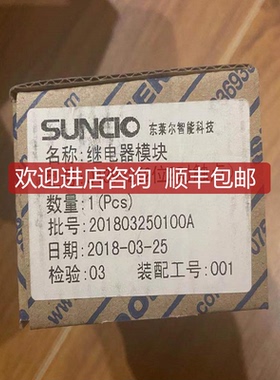 SUNCIO 东莱尔智能科技
名称:继电器模块
欢迎进店咨询 顺丰包邮
数量:1(Pcs)
批号:201803250100A
日期:2018-03-25
检验:03 装配工号:001